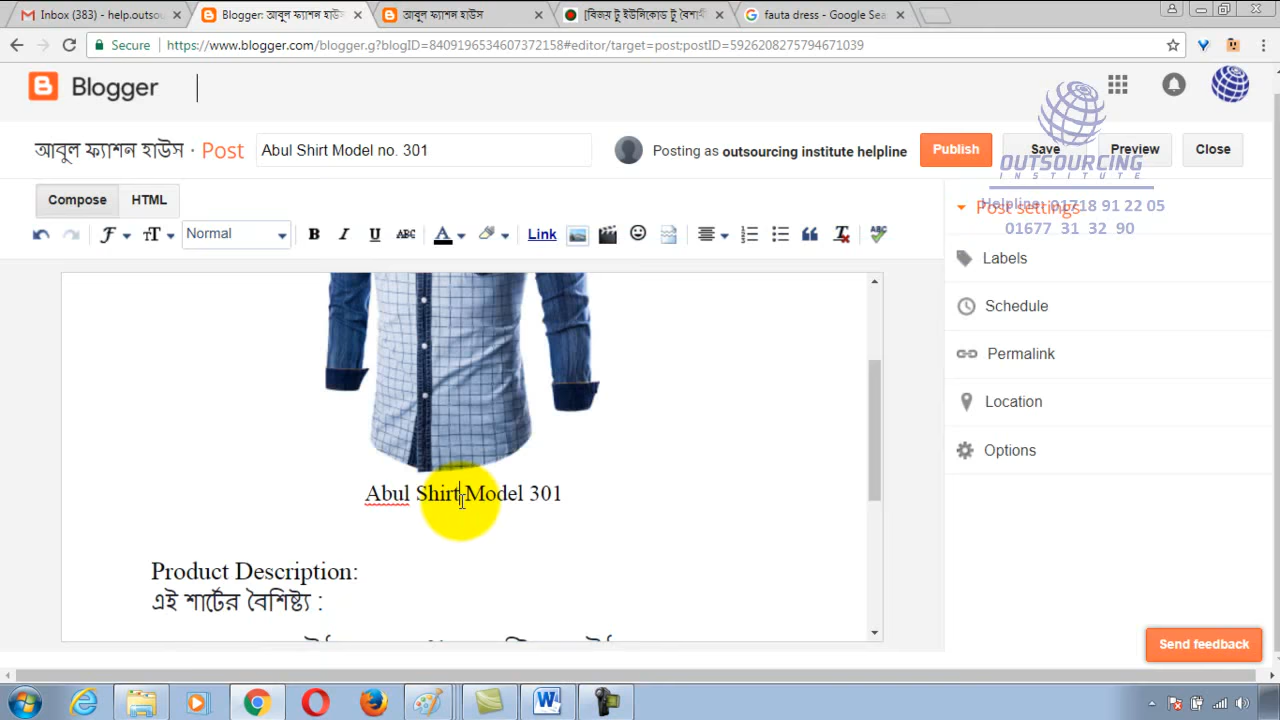 Inbox (383) - help.outsou
Blogger: আবুল ফ্যাশন হাউস
আবুল ফ্যাশন হাউস
[বিজয় টু ইউনিকোড টু বৈশা
fauta dress - Google Sea
Secure
https://www.blogger.com/blogger.g?blogID=8409196534607372158#editor/target=post;postID=5926208275794671039
Blogger
আবুল ফ্যাশন হাউস · Post
Abul Shirt Model no. 301
Posting as outsourcing institute helpline
Publish
Save
Preview
Close
OUTSOURCING
INSTITUTE
Helpline: 01718 91 22 05
01677 31 32 90
Compose
HTML
Post settings
Normal
Link
Labels
Schedule
Permalink
Location
Options
Abul Shirt Model 301
Product Description:
এই শার্টের বৈশিষ্ট্য :
Send feedback